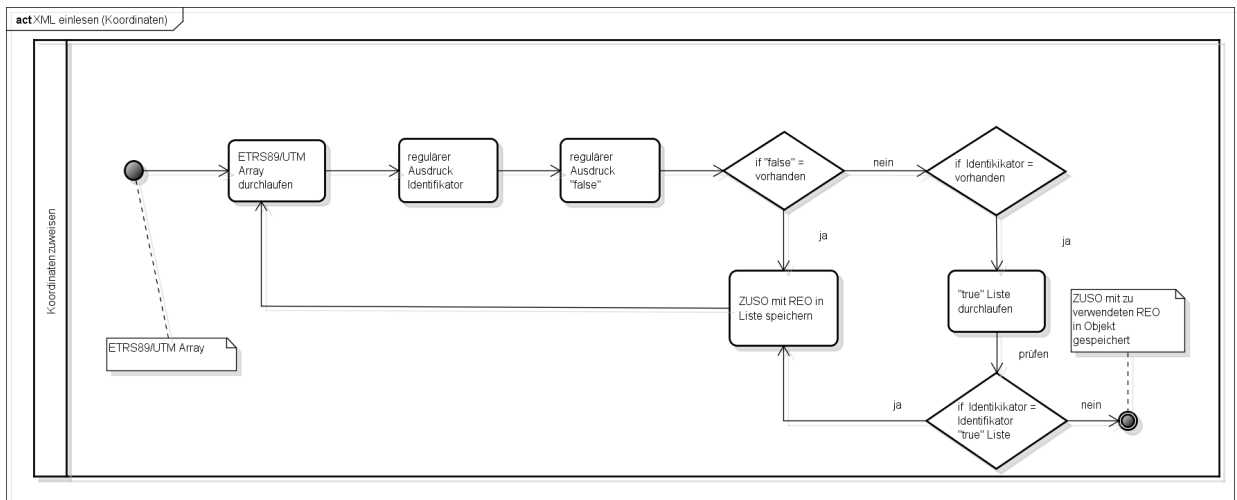 act XML einlesen (Koordinaten)
Koordinaten zuweisen
ETRS89/UTM
Array
durchlaufen
regulärer
Ausdruck
Identifikator
regulärer
Ausdruck
"false"
if "false" =
vorhanden
nein
if Identikikator =
vorhanden
ja
ja
ZUSO mit REO in
Liste speichern
"true" Liste
durchlaufen
ZUSO mit zu
verwendeten REO
in Objekt
gespeichert
ETRS89/UTM Array
prüfen
ja
if Identikikator =
Identifikator
"true" Liste
nein